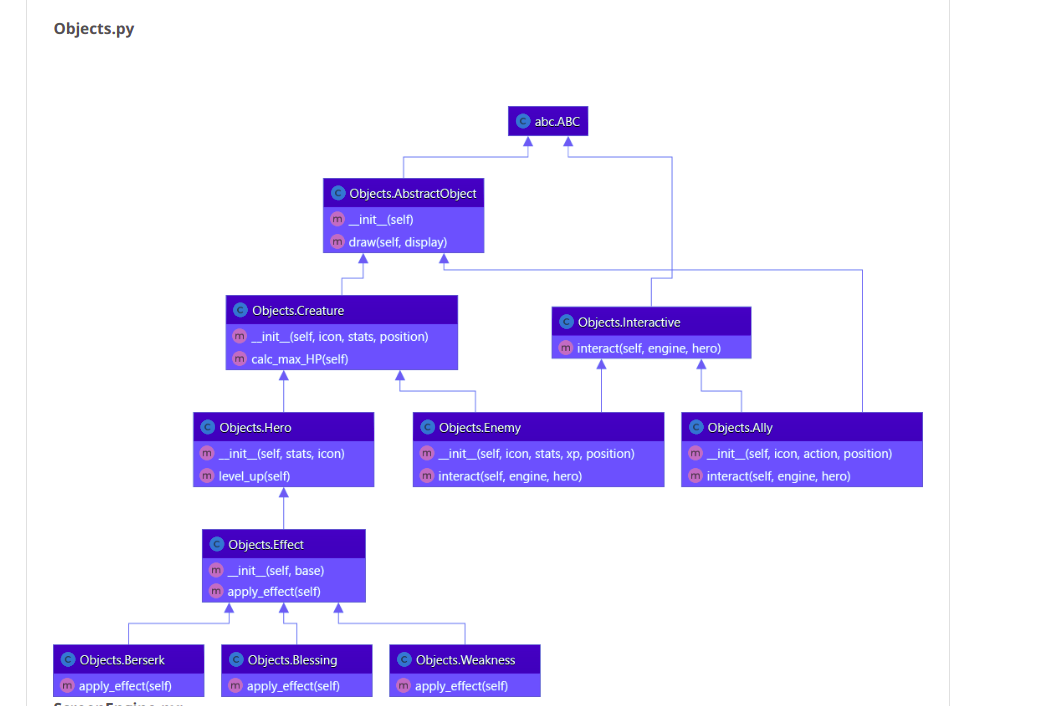 Objects.py
abc.ABC
Objects.AbstractObject
__init__(self)
draw(self, display)
Objects.Creature
__init__(self, icon, stats, position)
calc_max_HP(self)
Objects.Interactive
interact(self, engine, hero)
Objects.Hero
__init__(self, stats, icon)
level_up(self)
Objects.Enemy
__init__(self, icon, stats, xp, position)
interact(self, engine, hero)
Objects.Ally
__init__(self, icon, action, position)
interact(self, engine, hero)
Objects.Effect
__init__(self, base)
apply_effect(self)
Objects.Berserk
apply_effect(self)
Objects.Blessing
apply_effect(self)
Objects.Weakness
apply_effect(self)